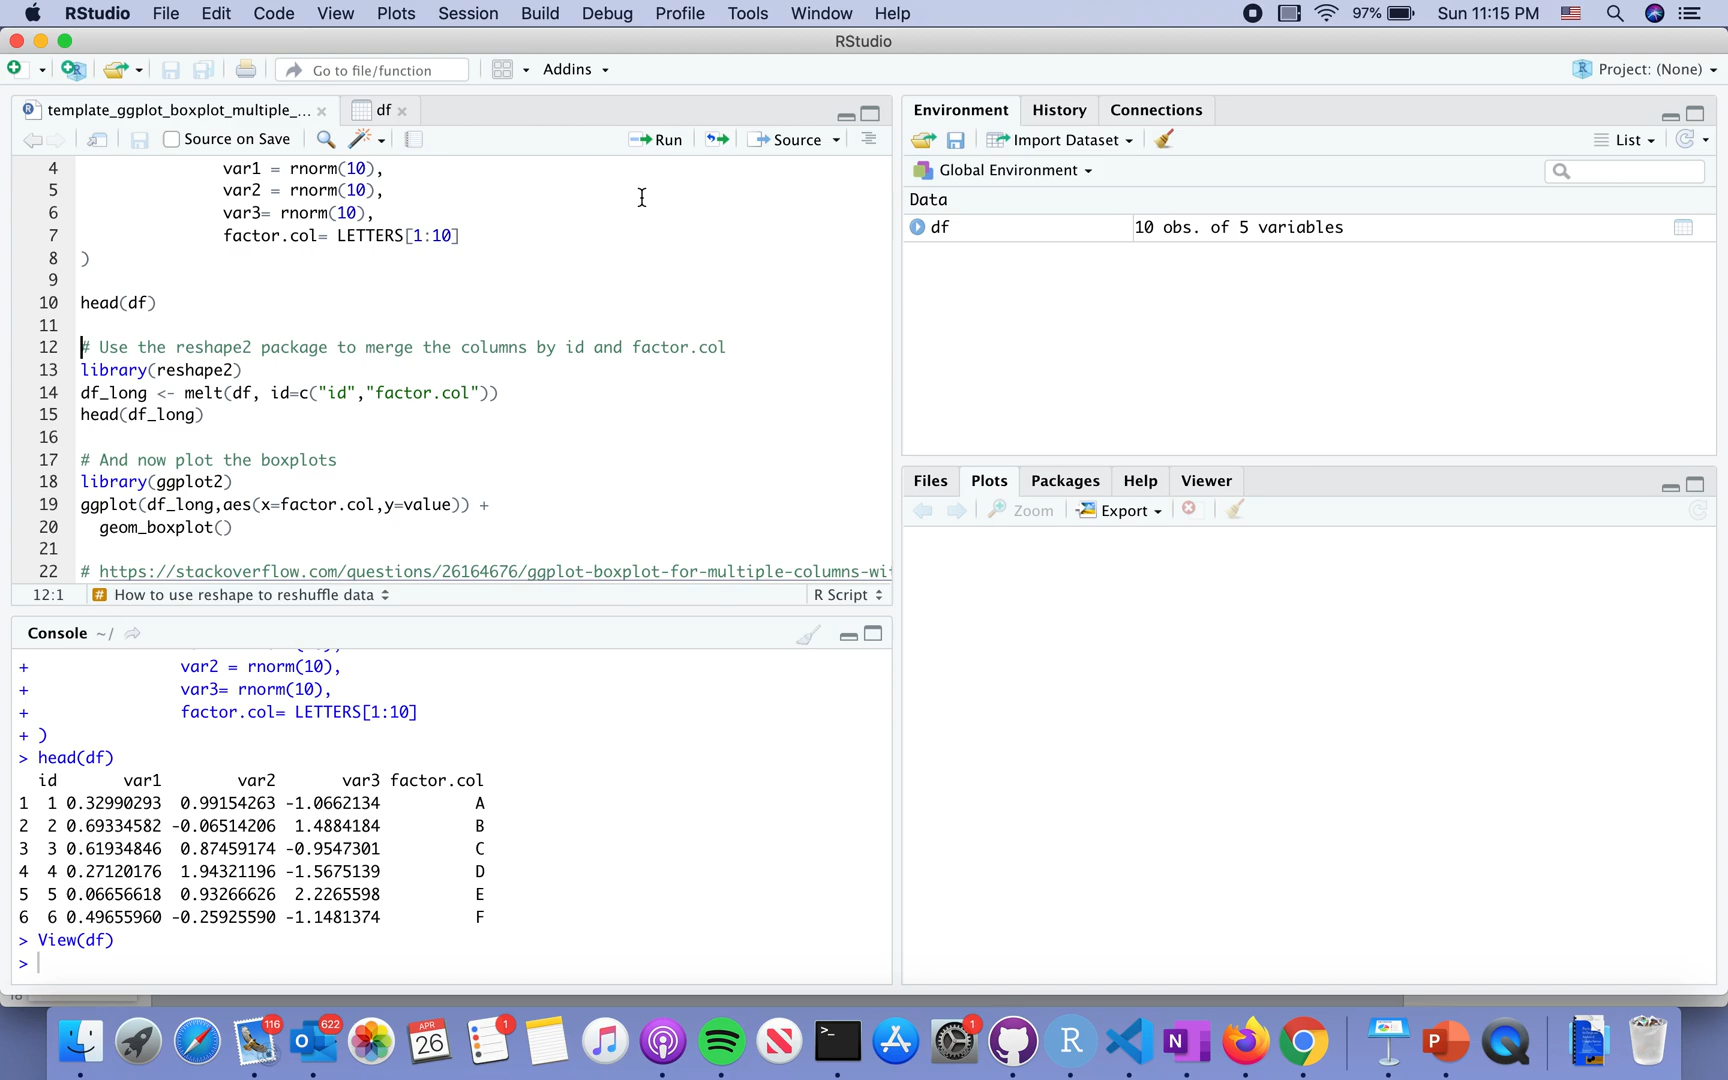 RStudio File Edit Code View Plots Session Build Debug Profile Tools Window Help 97% Sun 11:15 PM
RStudio
Go to file/function Addins Project: (None)
template_ggplot_boxplot_multiple_... df
Source on Save Run Source
4 var1 = rnorm(10),
5 var2 = rnorm(10),
6 var3= rnorm(10),
7 factor.col= LETTERS[1:10]
8 )
9
10 head(df)
11
12 # Use the reshape2 package to merge the columns by id and factor.col
13 library(reshape2)
14 df_long <- melt(df, id=c("id","factor.col"))
15 head(df_long)
16
17 # And now plot the boxplots
18 library(ggplot2)
19 ggplot(df_long,aes(x=factor.col,y=value)) +
20 geom_boxplot()
21
22 # https://stackoverflow.com/questions/26164676/ggplot-boxplot-for-multiple-columns-wi
12:1 # How to use reshape to reshuffle data R Script
Console ~/
+ var2 = rnorm(10),
+ var3= rnorm(10),
+ factor.col= LETTERS[1:10]
+ )
> head(df)
id var1 var2 var3 factor.col
1 1 0.32990293 0.99154263 -1.0662134 A
2 2 0.69334582 -0.06514206 1.4884184 B
3 3 0.61934846 0.87459174 -0.9547301 C
4 4 0.27120176 1.94321196 -1.5675139 D
5 5 0.06656618 0.93266626 2.2265598 E
6 6 0.49655960 -0.25925590 -1.1481374 F
> View(df)
>
Environment History Connections
Import Dataset List
Global Environment
Data
df 10 obs. of 5 variables
Files Plots Packages Help Viewer
Zoom Export
116 622 APR 26 1 1